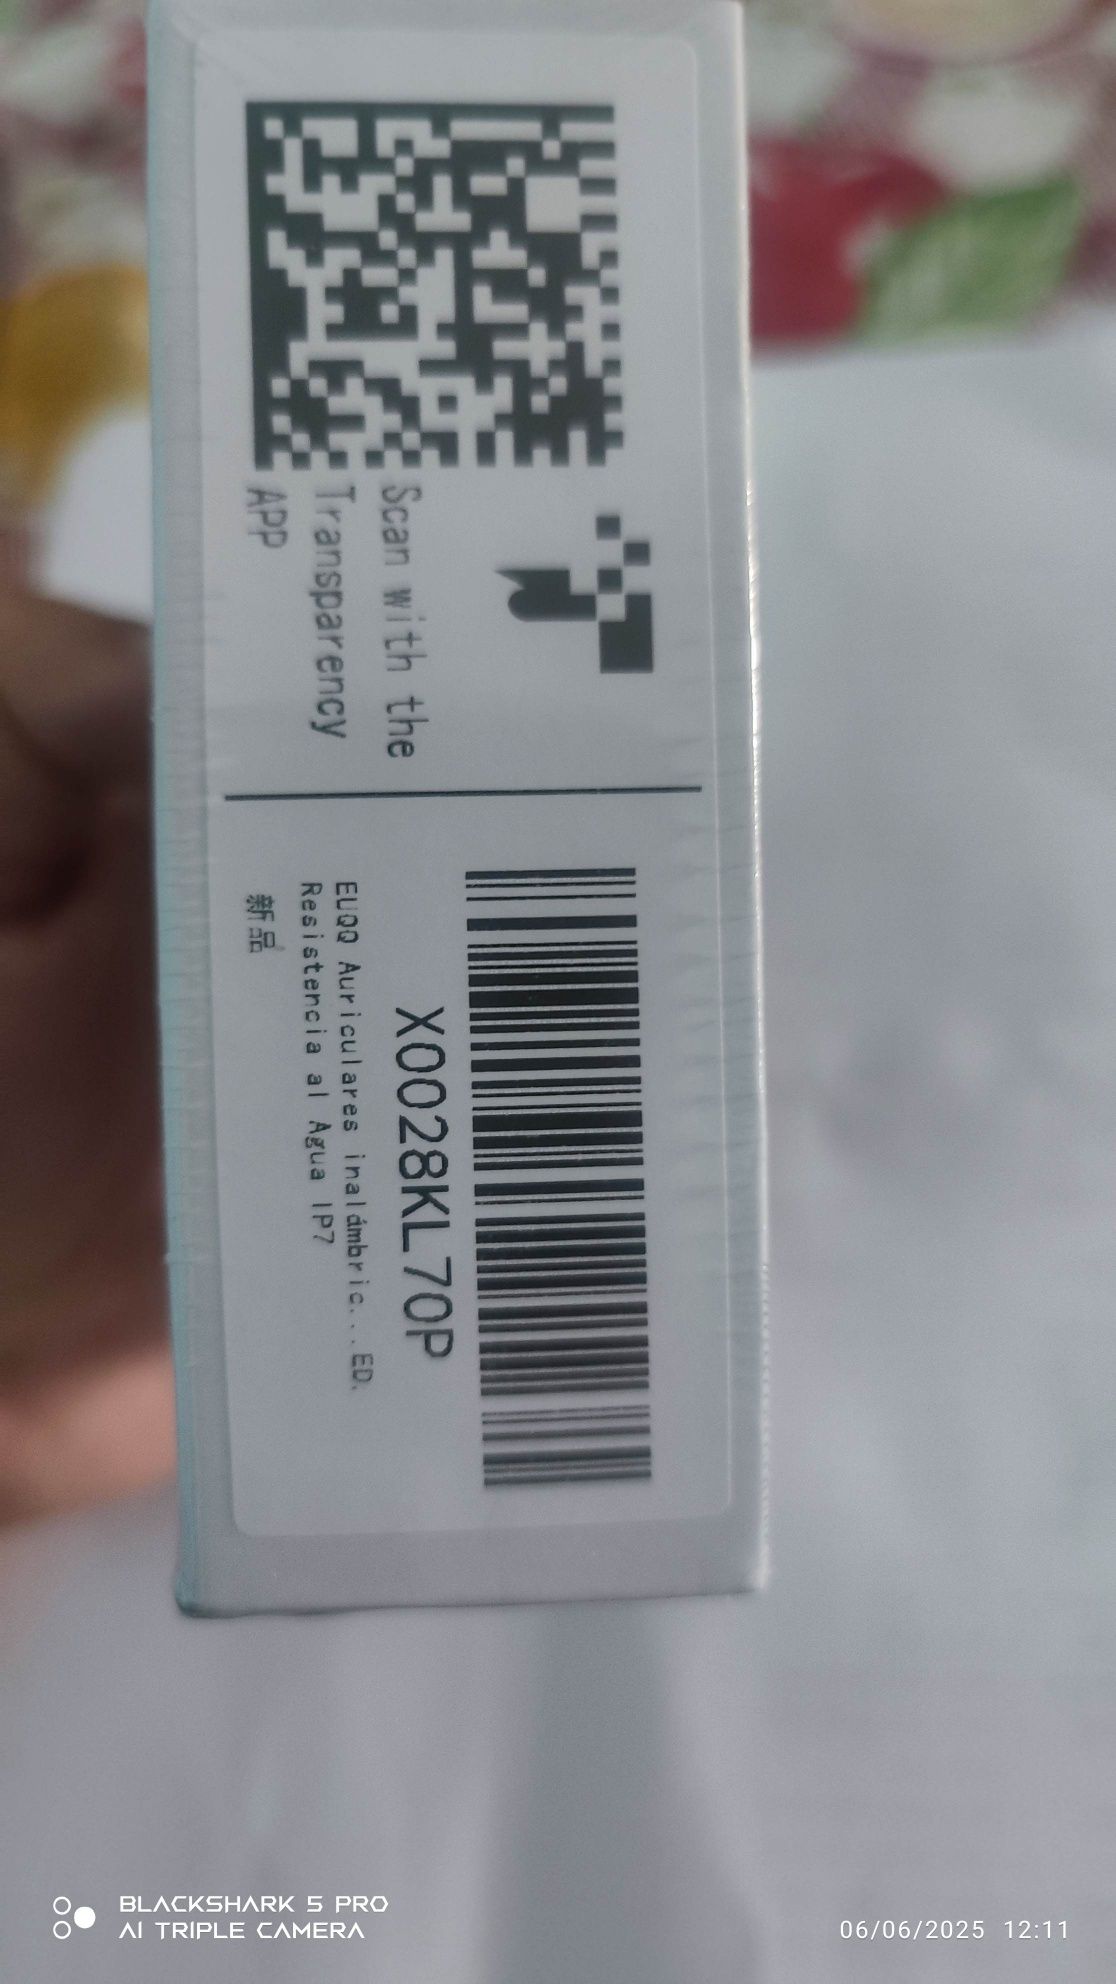 Scan with the
Transparency
APP
X0028KL70P
EUQQ Auriculares inalámbric...ED,
Resistencia al Agua IP7
新品
BLACKSHARK 5 PRO
AI TRIPLE CAMERA
06/06/2025 12:11